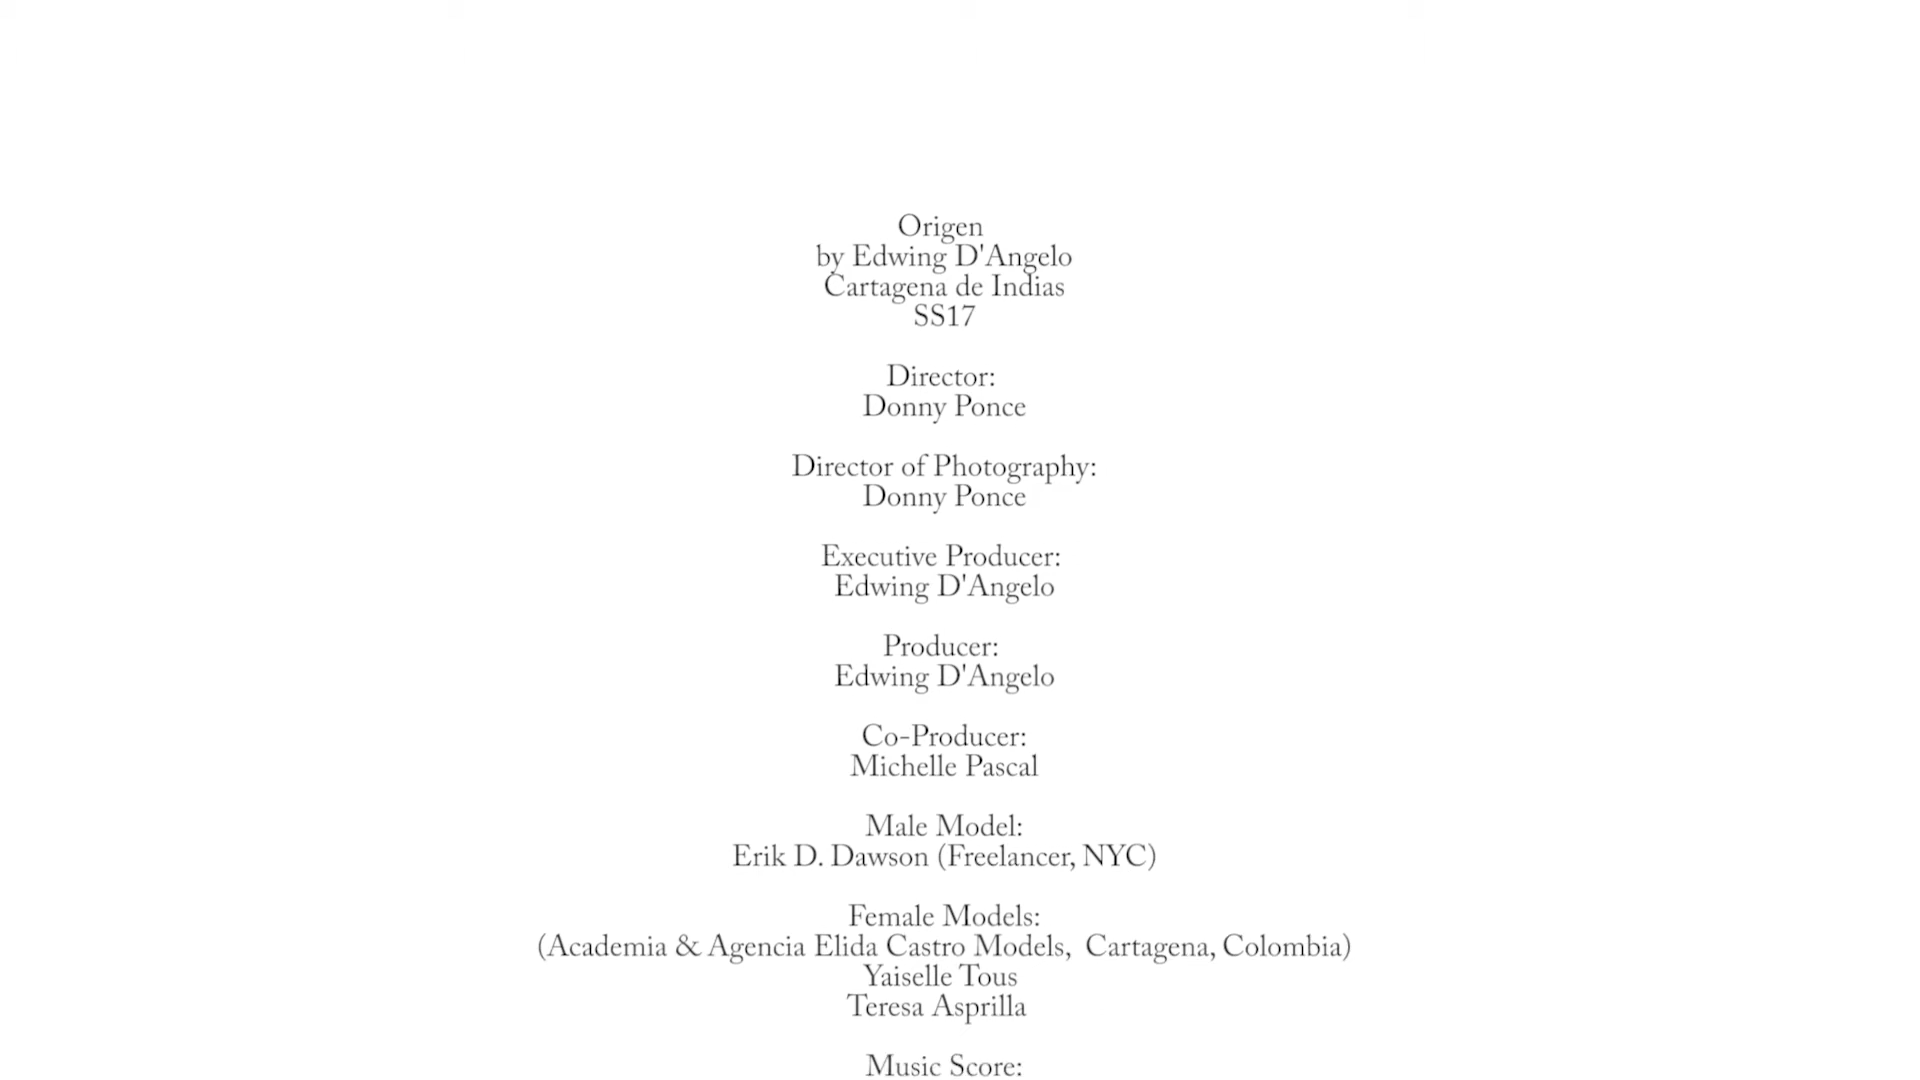 Origen
by Edwing D'Angelo
Cartagena de Indias
SS17
Director:
Donny Ponce
Director of Photography:
Donny Ponce
Executive Producer:
Edwing D'Angelo
Producer:
Edwing D'Angelo
Co-Producer:
Michelle Pascal
Male Model:
Erik D. Dawson (Freelancer, NYC)
Female Models:
(Academia & Agencia Elida Castro Models,  Cartagena, Colombia)
Yaiselle Tous
Teresa Asprilla
Music Score: